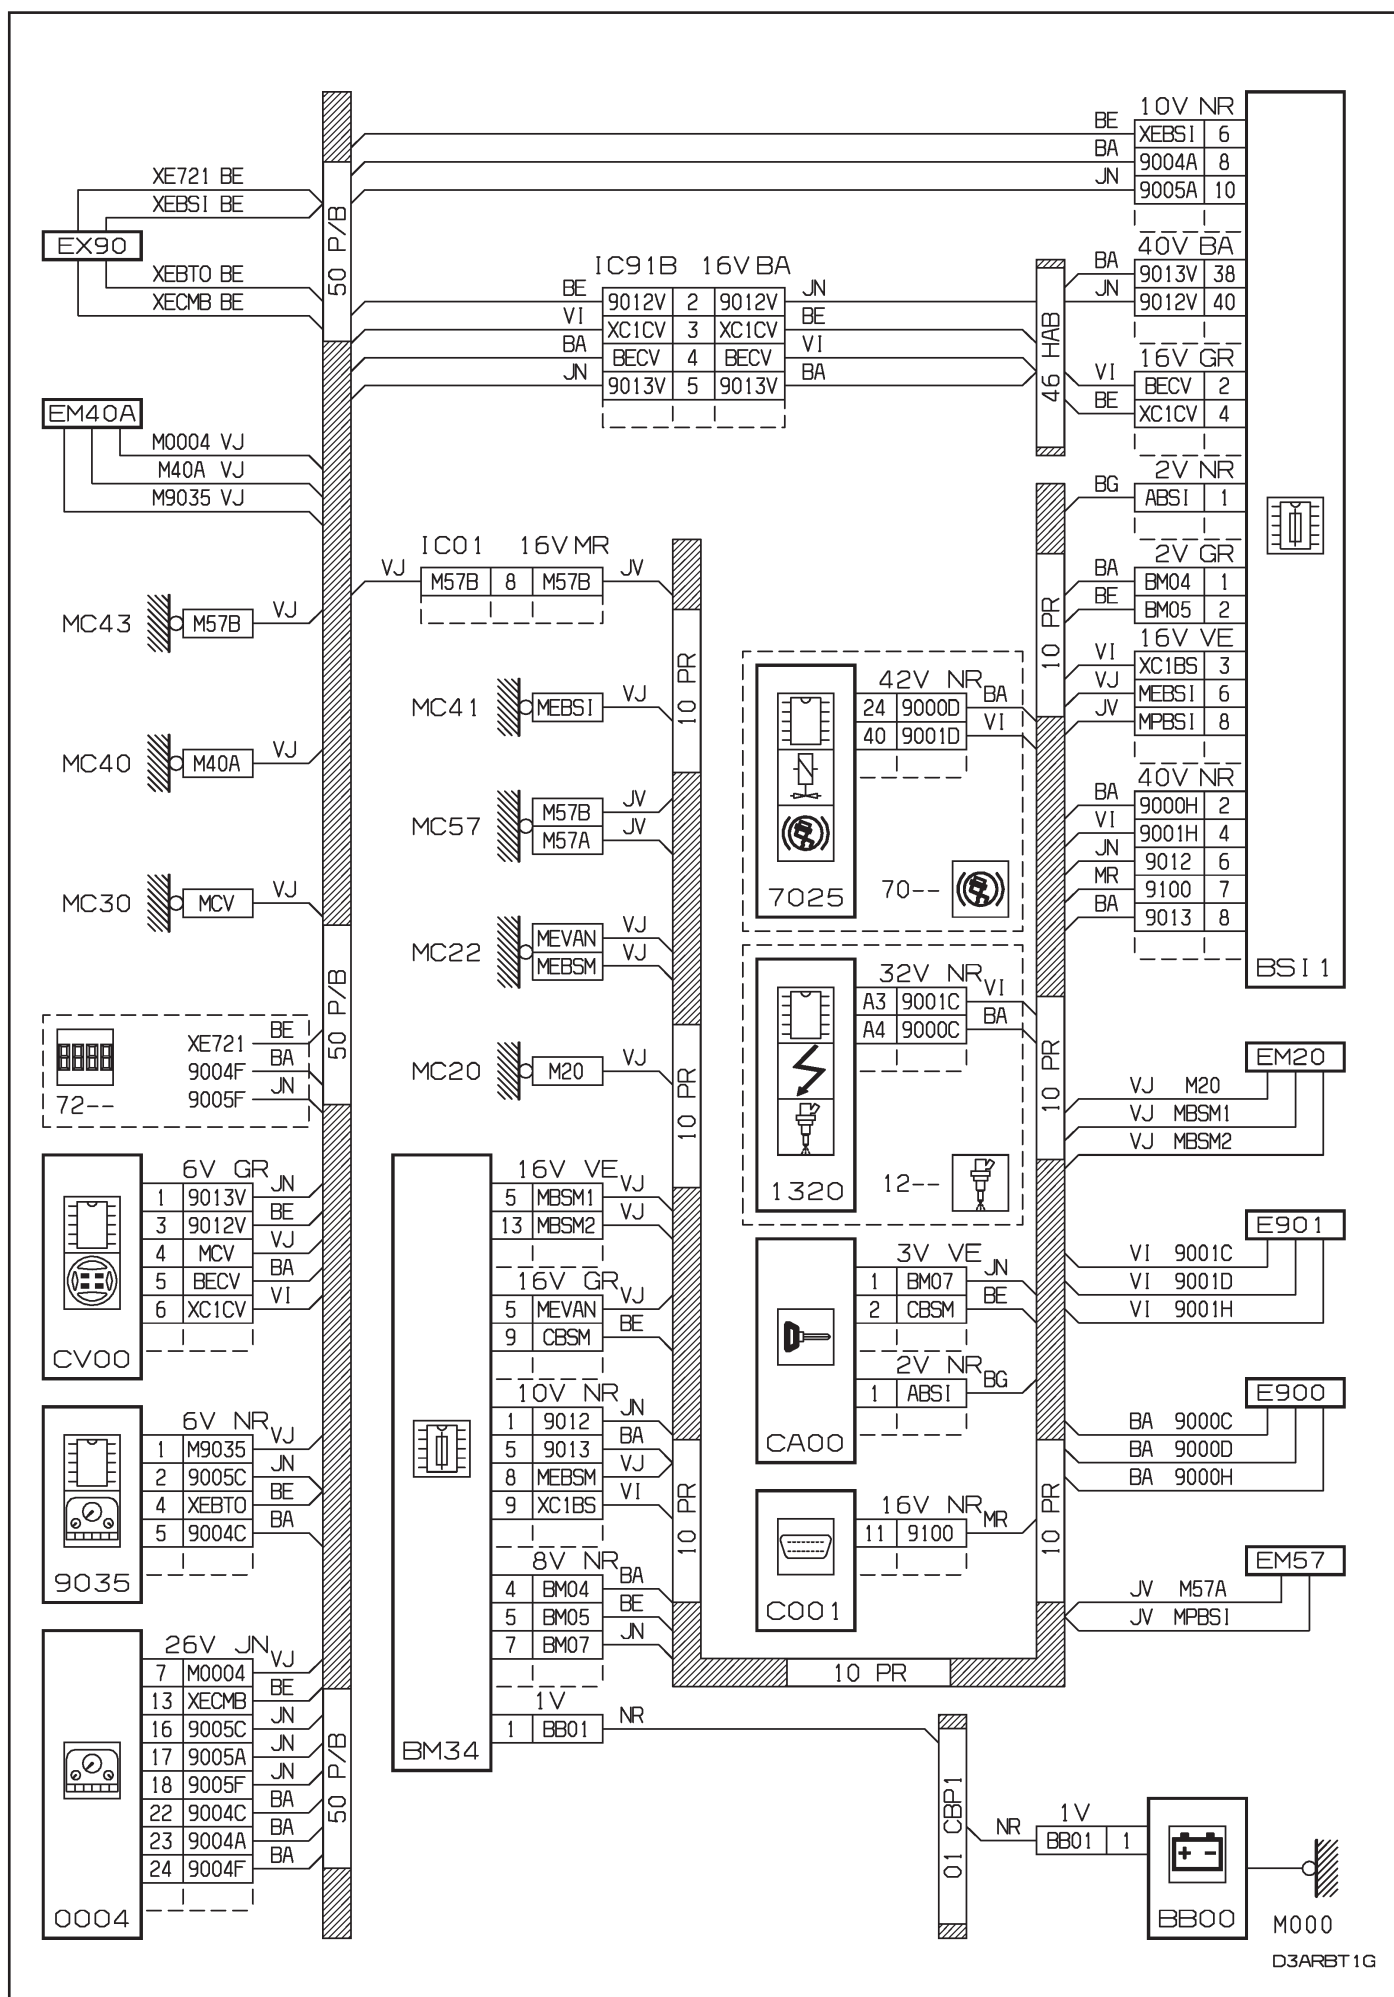 10V NR
BE XEBSI 6
BA 9004A 8
JN 9005A 10
XE721 BE
XEBSI BE
EX90
XEBTO BE
XECMB BE
50 P/B
40V BA
BA 9013V 38
JN 9012V 40
IC91B 16V BA
BE 9012V 2 9012V JN
VI XC1CV 3 XC1CV BE
BA BECV 4 BECV VI
JN 9013V 5 9013V BA
46 HAB
16V GR
VI BECV 2
BE XC1CV 4
EM40A
M0004 VJ
M40A VJ
M9035 VJ
2V NR
BG ABSI 1
IC01 16V MR
VJ M57B 8 M57B JV
2V GR
BA BM04 1
BE BM05 2
MC43 M57B VJ
10 PR
10 PR
16V VE
VI XC1BS 3
VJ MEBSI 6
JV MPBSI 8
MC41 MEBSI VJ
42V NR
24 9000D BA
40 9001D VI
7025
70--
MC40 M40A VJ
40V NR
BA 9000H 2
VI 9001H 4
JN 9012 6
MR 9100 7
BA 9013 8
BSI1
MC57 M57B JV
M57A JV
MC30 MCV VJ
MC22 MEVAN VJ
MEBSM VJ
32V NR
A3 9001C VI
A4 9000C BA
1320
12--
50 P/B
XE721 BE
9004F BA
9005F JN
72--
MC20 M20 VJ
10 PR
10 PR
EM20
VJ M20
VJ MBSM1
VJ MBSM2
6V GR
1 9013V JN
3 9012V BE
4 MCV VJ
5 BECV BA
6 XC1CV VI
CV00
16V VE
5 MBSM1 VJ
13 MBSM2 VJ
16V GR
5 MEVAN VJ
9 CBSM BE
10V NR
1 9012 JN
5 9013 BA
8 MEBSM VJ
9 XC1BS VI
8V NR
4 BM04 BA
5 BM05 BE
7 BM07 JN
1V
1 BB01 NR
BM34
3V VE
1 BM07 JN
2 CBSM BE
2V NR
1 ABSI BG
CA00
E901
VI 9001C
VI 9001D
VI 9001H
E900
BA 9000C
BA 9000D
BA 9000H
6V NR
1 M9035 VJ
2 9005C JN
4 XEBTO BE
5 9004C BA
9035
10 PR
10 PR
16V NR
11 9100 MR
C001
EM57
JV M57A
JV MPBSI
10 PR
26V JN
7 M0004 VJ
13 XECMB BE
16 9005C JN
17 9005A JN
18 9005F JN
22 9004C BA
23 9004A BA
24 9004F BA
0004
50 P/B
01 CBP1
1V
NR BB01 1
BB00
M000
D3ARBT1G